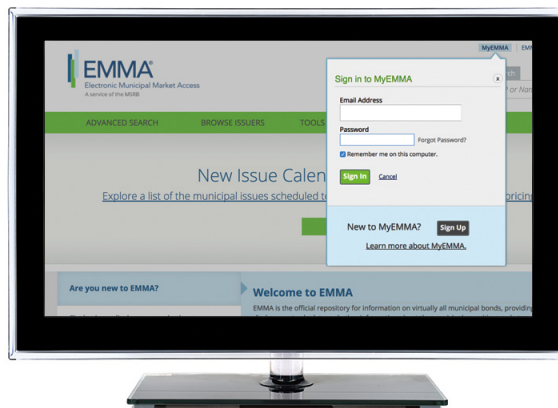 MyEMMA
EMMA®
Electronic Municipal Market Access
A service of the MSRB
ADVANCED SEARCH
BROWSE ISSUERS
TOOLS
Sign in to MyEMMA
x
Email Address
Password
Forgot Password?
Remember me on this computer.
Sign In
Cancel
New to MyEMMA?
Sign Up
Learn more about MyEMMA.
New Issue Calen
Explore a list of the municipal issues scheduled to
Are you new to EMMA?
Welcome to EMMA
EMMA is the official repository for information on virtually all municipal bonds, providing